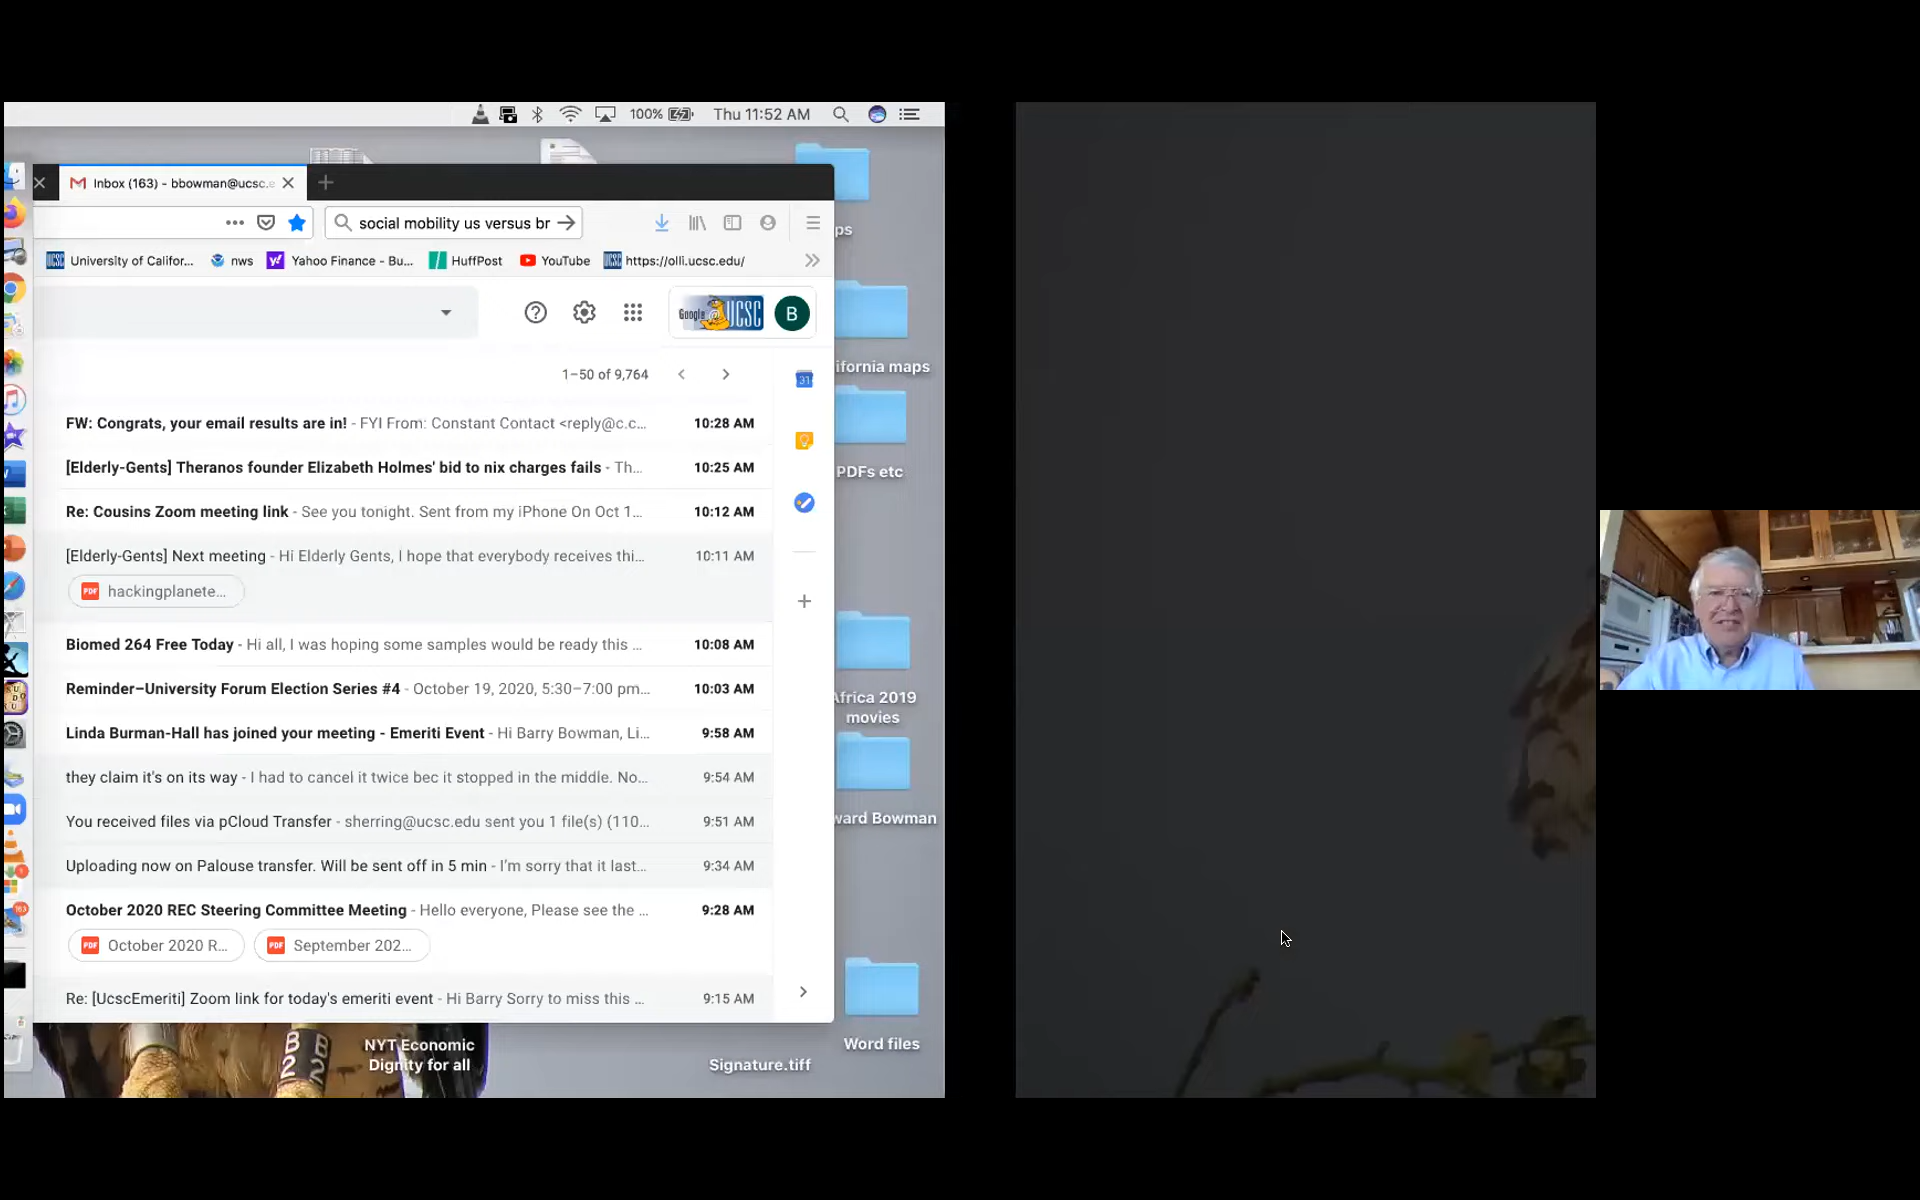 100% Thu 11:52 AM
Inbox (163) - bbowman@ucsc.e
social mobility us versus br
University of Califor... nws Yahoo Finance - Bu... HuffPost YouTube https://olli.ucsc.edu/
Google @ UCSC B
1–50 of 9,764
31
FW: Congrats, your email results are in! - FYI From: Constant Contact <reply@c.c... 10:28 AM
[Elderly-Gents] Theranos founder Elizabeth Holmes' bid to nix charges fails - Th... 10:25 AM
Re: Cousins Zoom meeting link - See you tonight. Sent from my iPhone On Oct 1... 10:12 AM
[Elderly-Gents] Next meeting - Hi Elderly Gents, I hope that everybody receives thi... 10:11 AM
PDF hackingplanete...
Biomed 264 Free Today - Hi all, I was hoping some samples would be ready this ... 10:08 AM
Reminder–University Forum Election Series #4 - October 19, 2020, 5:30–7:00 pm... 10:03 AM
Linda Burman-Hall has joined your meeting - Emeriti Event - Hi Barry Bowman, Li... 9:58 AM
they claim it's on its way - I had to cancel it twice bec it stopped in the middle. No... 9:54 AM
You received files via pCloud Transfer - sherring@ucsc.edu sent you 1 file(s) (110... 9:51 AM
Uploading now on Palouse transfer. Will be sent off in 5 min - I'm sorry that it last... 9:34 AM
October 2020 REC Steering Committee Meeting - Hello everyone, Please see the ... 9:28 AM
PDF October 2020 R... PDF September 202...
Re: [UcscEmeriti] Zoom link for today's emeriti event - Hi Barry Sorry to miss this ... 9:15 AM
ps
ifornia maps
PDFs etc
Africa 2019
movies
ward Bowman
Word files
NYT Economic
Dignity for all
Signature.tiff
B2
B2